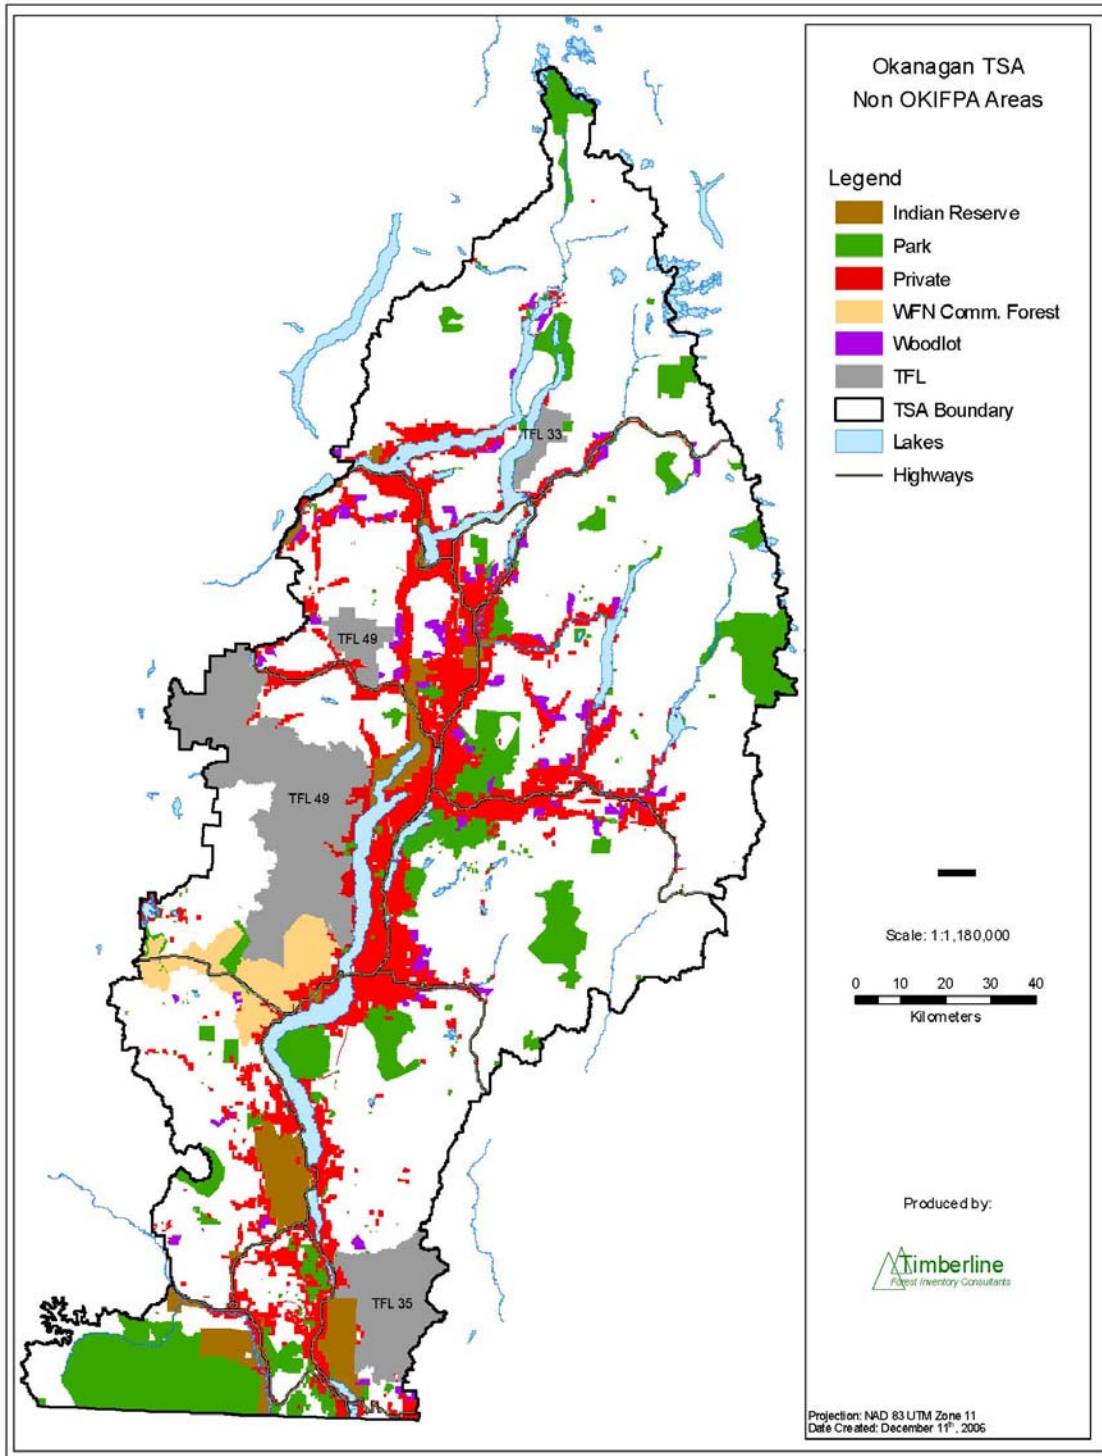 Okanagan TSA
Non OKIFPA Areas
Legend
Indian Reserve
Park
Private
WFN Comm. Forest
Woodlot
TFL
TSA Boundary
Lakes
Highways
TFL 33
TFL 49
TFL 49
TFL 35
Scale: 1:1,180,000
0 10 20 30 40
Kilometers
Produced by:
Timberline
Forest Inventory Consultants
Projection: NAD 83 UTM Zone 11
Date Created: December 11th, 2006